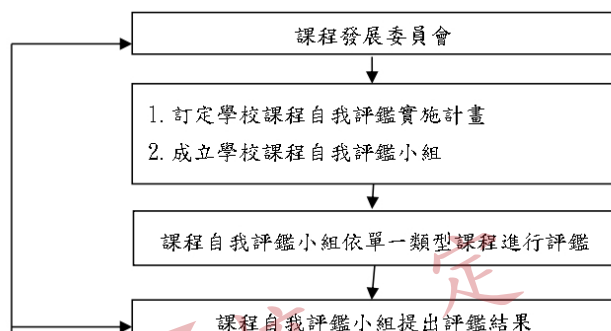 課程發展委員會
1.訂定學校課程自我評鑑實施計畫
2.成立學校課程自我評鑑小組
課程自我評鑑小組依單一類型課程進行評鑑
定
課程自我評鑑小組提出評鑑結果